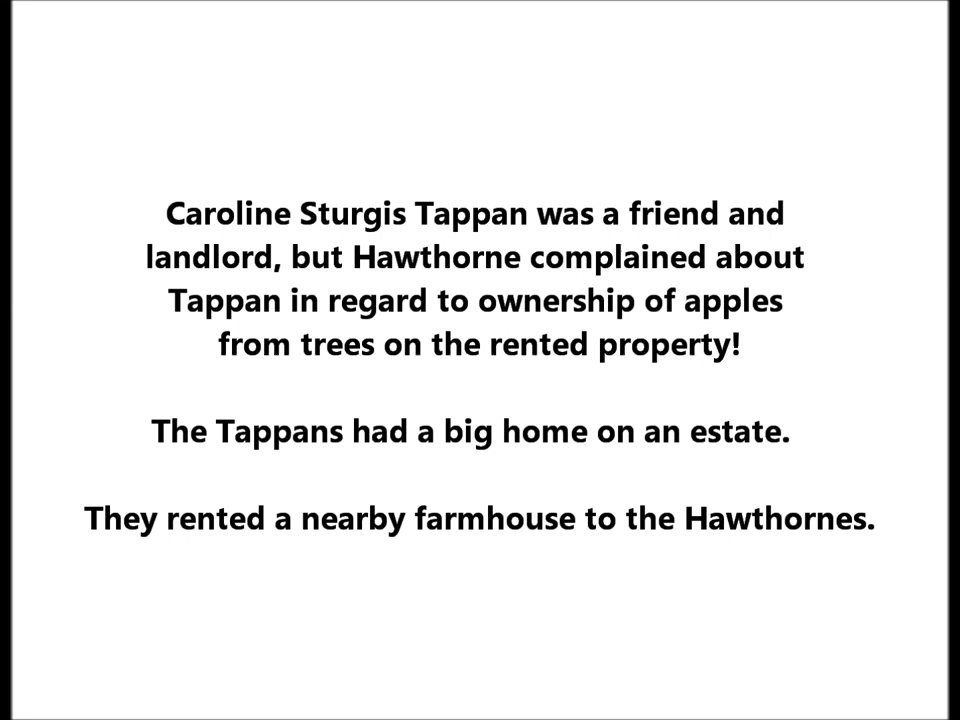 Caroline Sturgis Tappan was a friend and
landlord, but Hawthorne complained about
Tappan in regard to ownership of apples
from trees on the rented property!
The Tappans had a big home on an estate.
They rented a nearby farmhouse to the Hawthornes.